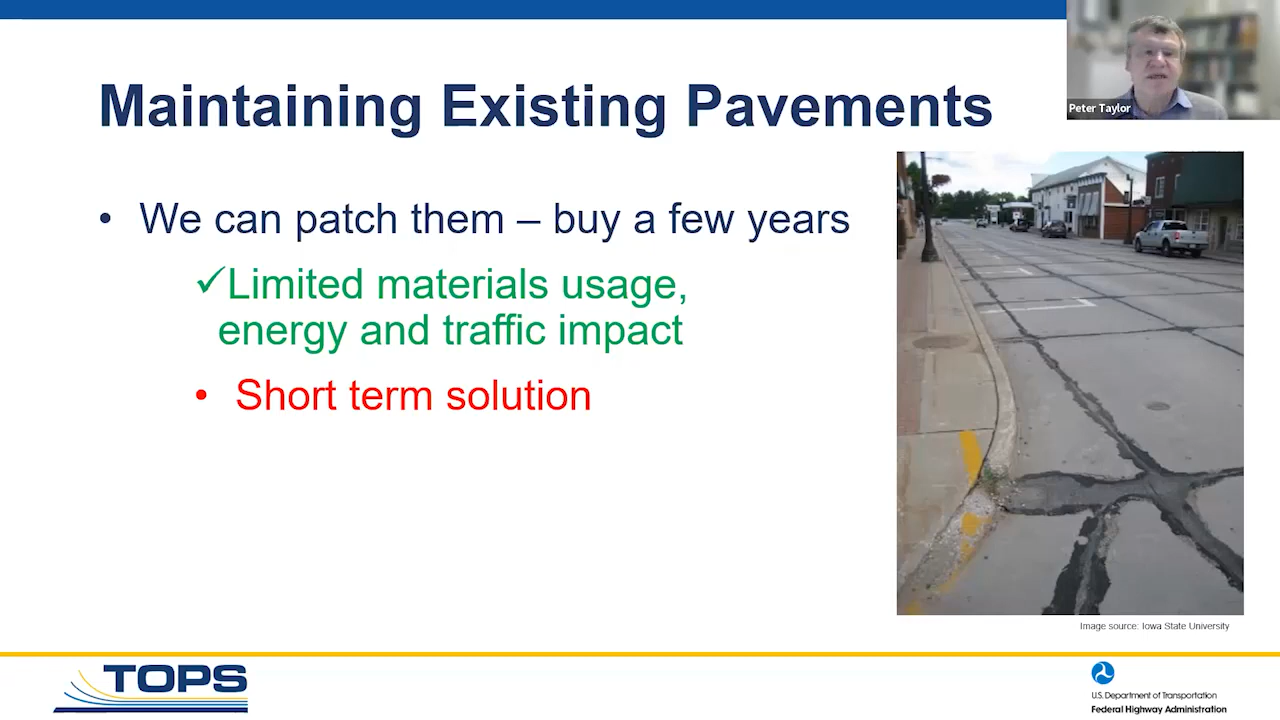 Maintaining Existing Pavements
Peter Taylor
• We can patch them – buy a few years
✓Limited materials usage,
energy and traffic impact
• Short term solution
Image source: Iowa State University
TOPS
U.S. Department of Transportation
Federal Highway Administration